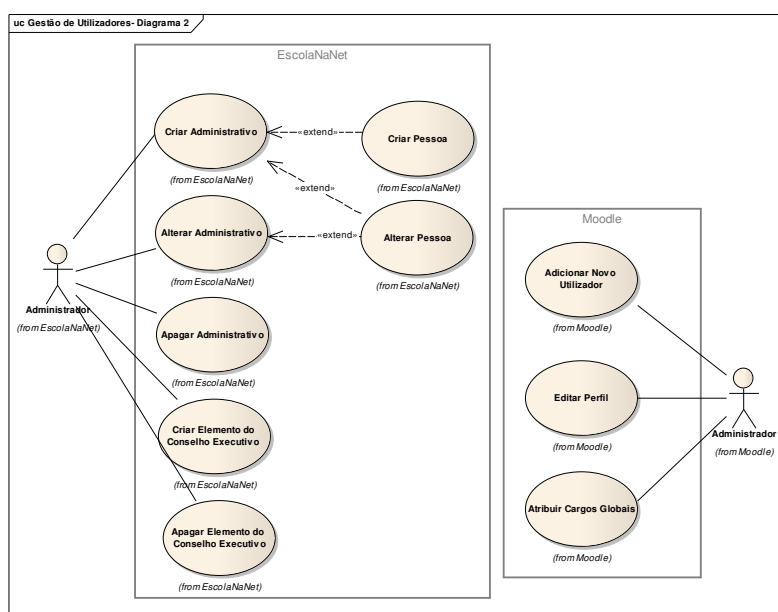 uc Gestão de Utilizadores- Diagrama 2
EscolaNaNet
Criar Administrativo
(from EscolaNaNet)
«extend»
Criar Pessoa
(from EscolaNaNet)
«extend»
Alterar Administrativo
(from EscolaNaNet)
«extend»
Alterar Pessoa
(from EscolaNaNet)
Administrador
(from EscolaNaNet)
Apagar Administrativo
(from EscolaNaNet)
Criar Elemento do
Conselho Executivo
(from EscolaNaNet)
Apagar Elemento do
Conselho Executivo
(from EscolaNaNet)
Moodle
Adicionar Novo
Utilizador
(from Moodle)
Editar Perfil
(from Moodle)
Administrador
(from Moodle)
Atribuir Cargos Globais
(from Moodle)